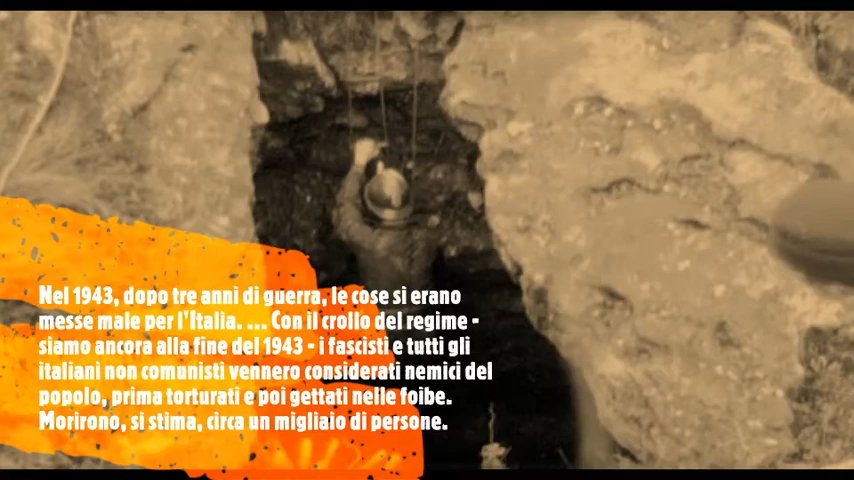 Nel 1943, dopo tre anni di guerra, le cose si erano
messe male per l'Italia. ... Con il crollo del regime -
siamo ancora alla fine del 1943 - i fascisti e tutti gli
italiani non comunisti vennero considerati nemici del
popolo, prima torturati e poi gettati nelle foibe.
Morirono, si stima, circa un migliaio di persone.